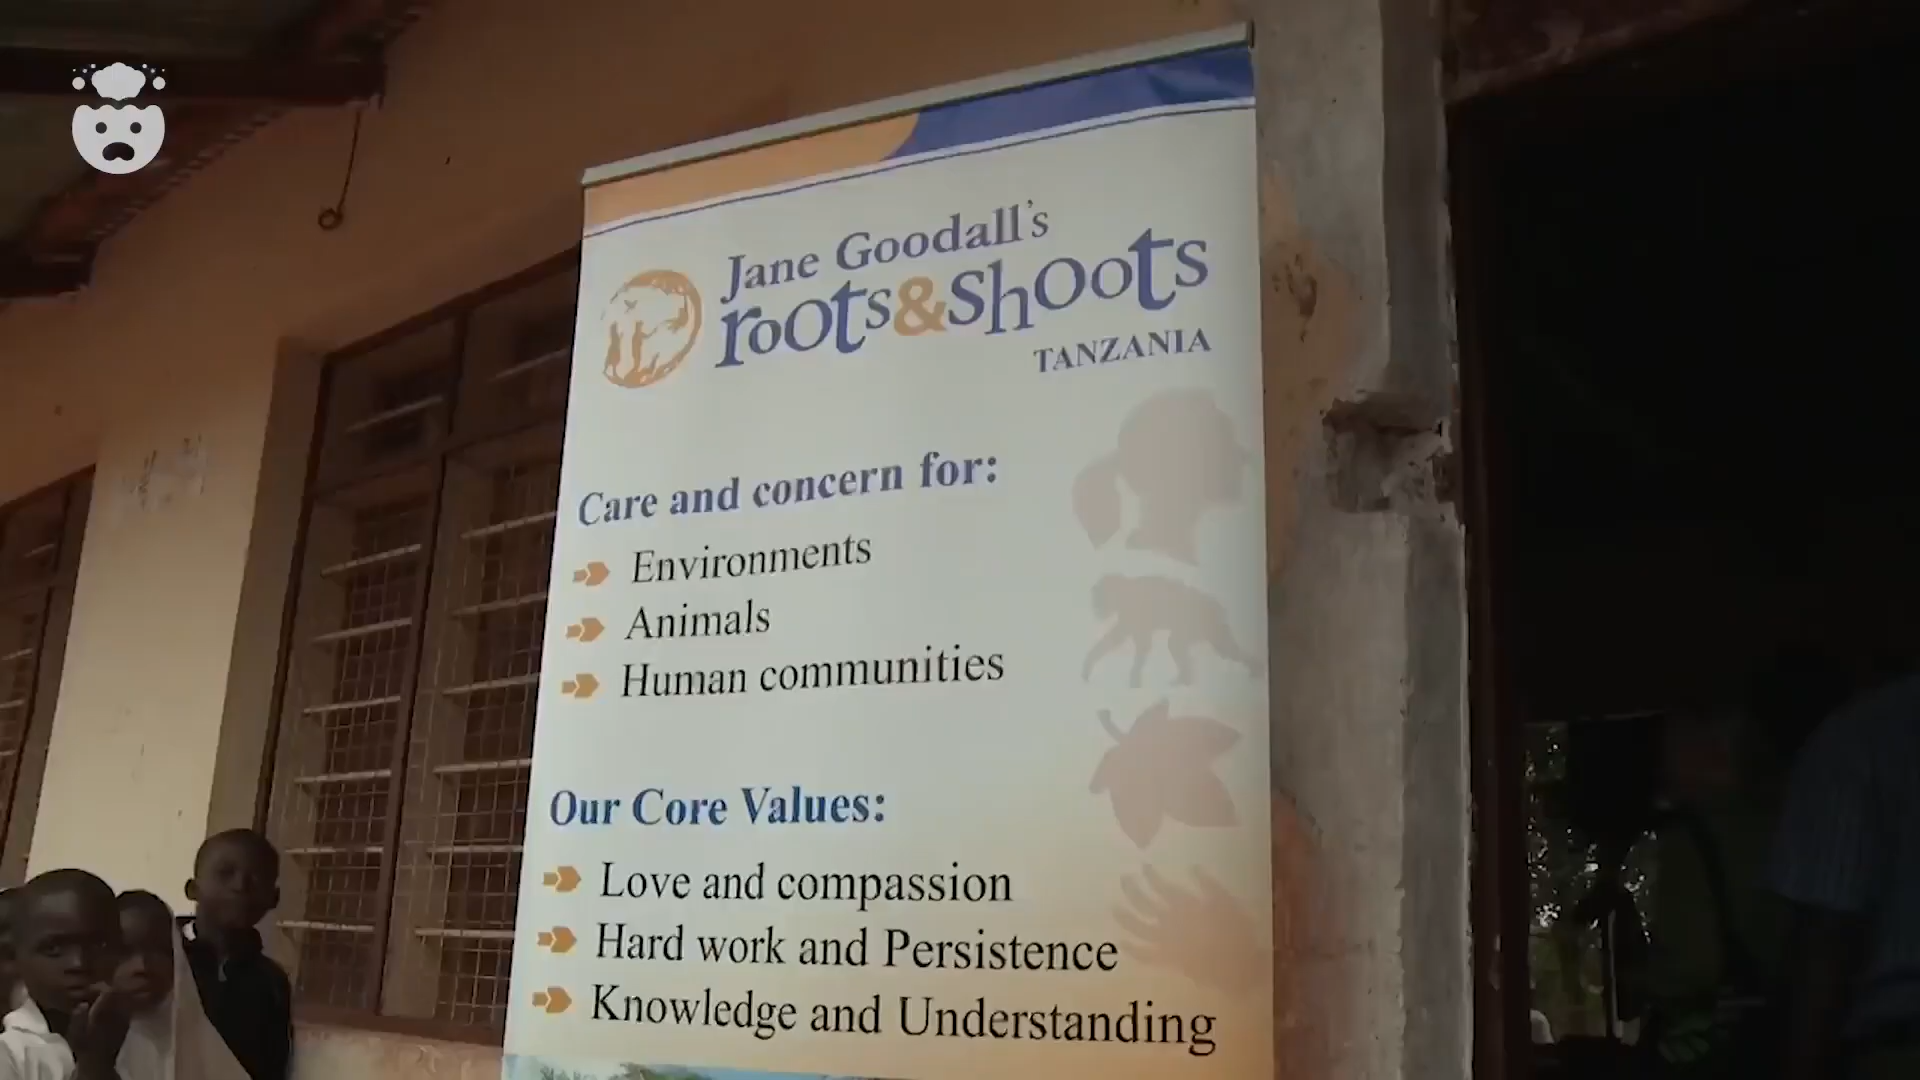 Jane Goodall's
roots&shoots
TANZANIA
Care and concern for:
Environments
Animals
Human communities
Our Core Values:
Love and compassion
Hard work and Persistence
Knowledge and Understanding